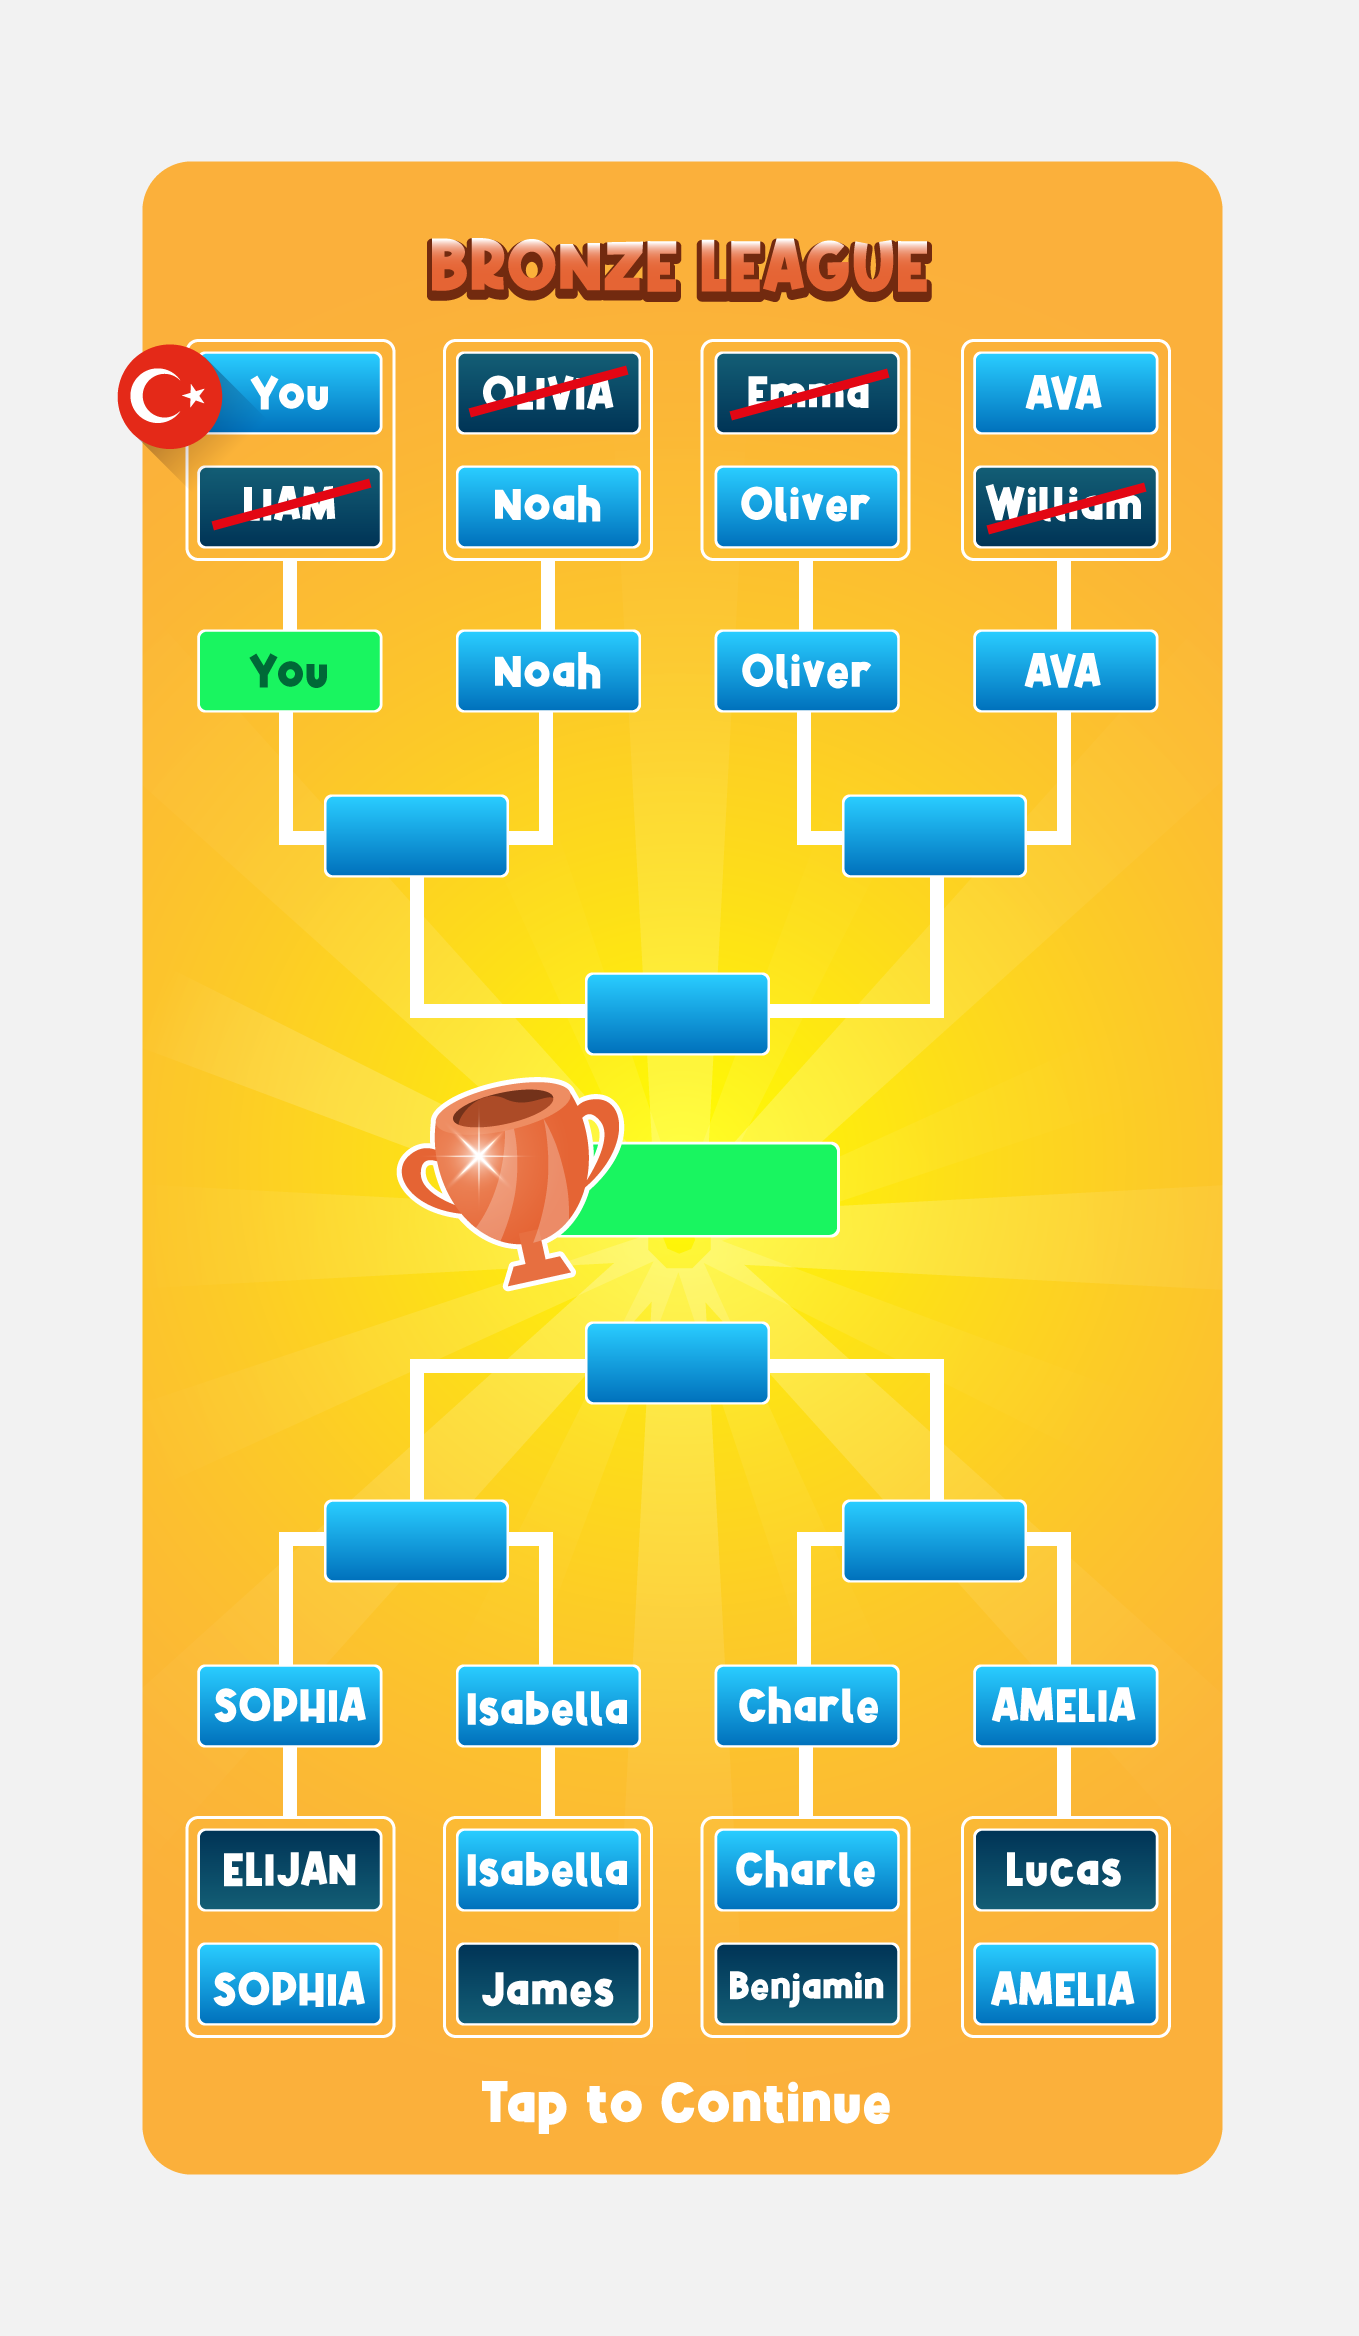 BRONZE LEAGUE
You OLIVIA Emma AVA
LIAM Noah Oliver William
You Noah Oliver AVA
SOPHIA Isabella Charle AMELIA
ELIJAN Isabella Charle Lucas
SOPHIA James Benjamin AMELIA
Tap to Continue